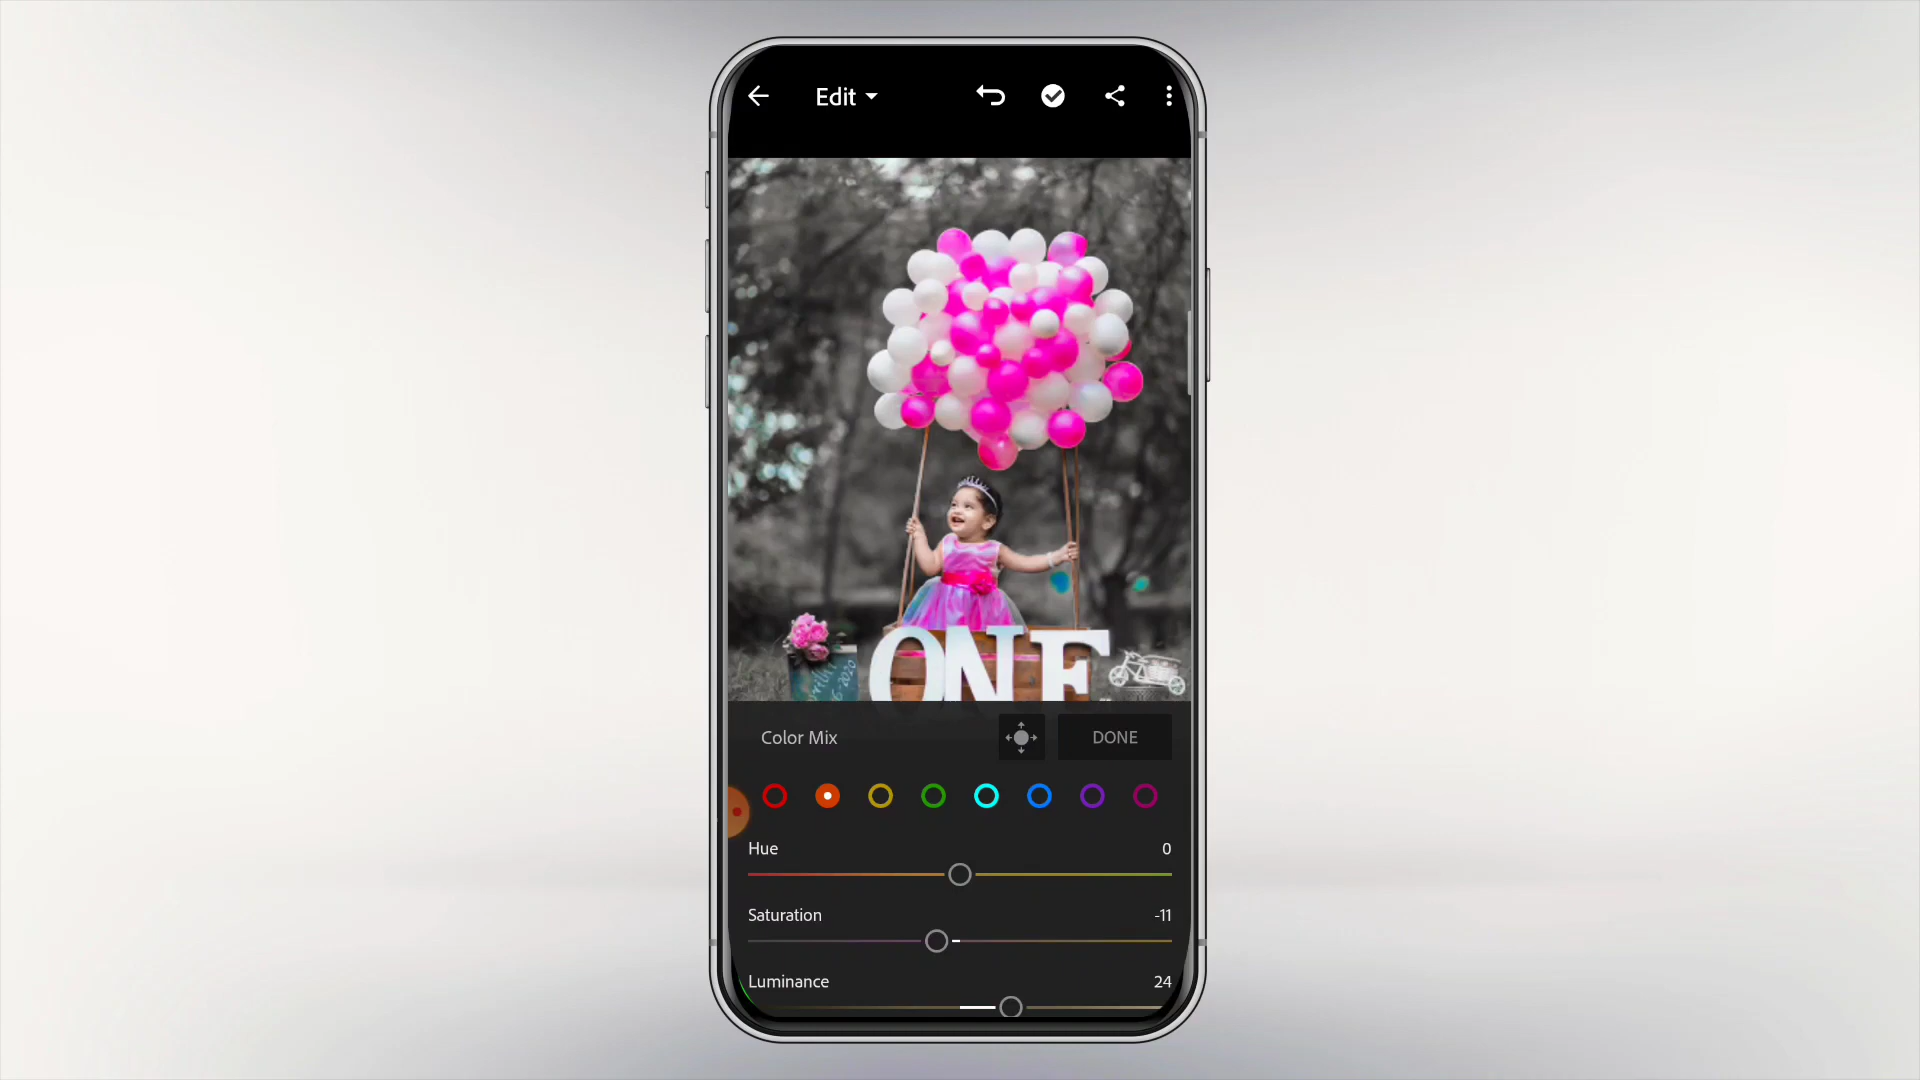 Edit
ONE
Color Mix
DONE
Hue 0
Saturation -11
Luminance 24